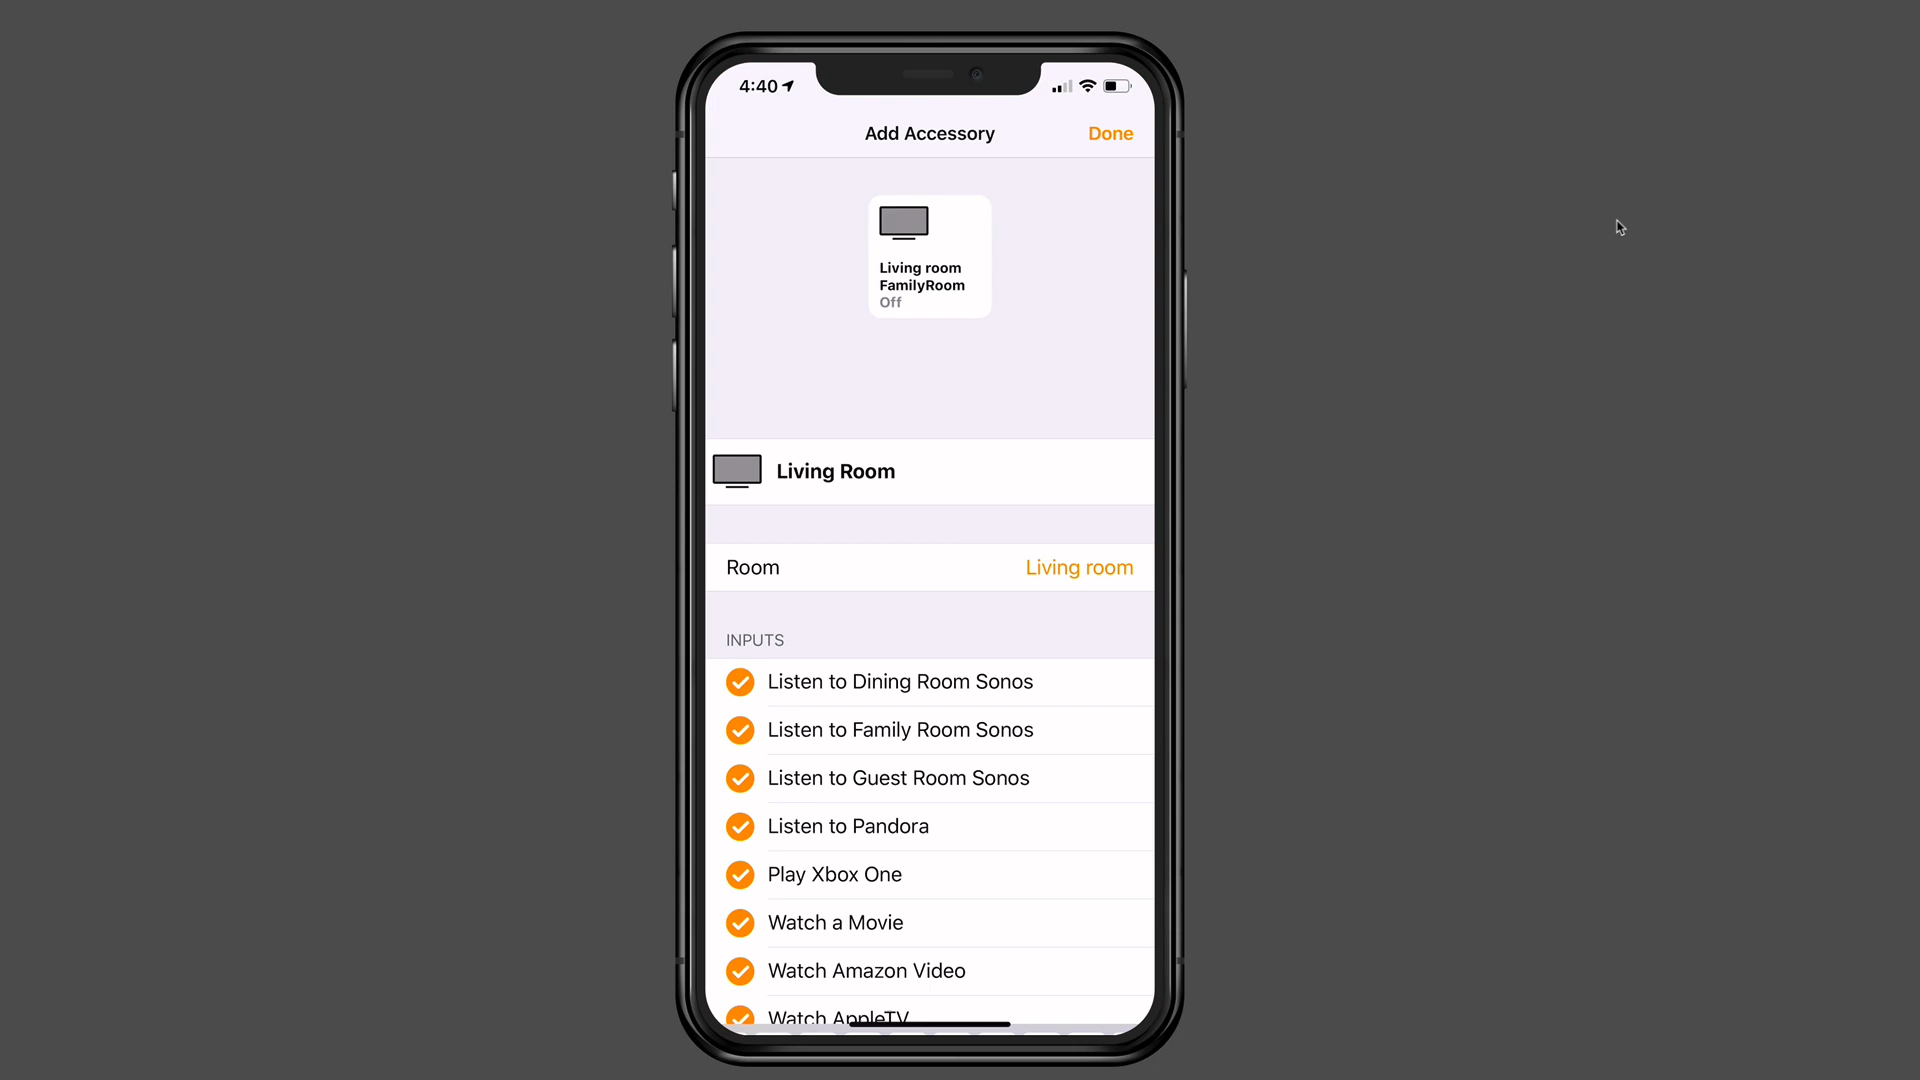 4:40
Add Accessory
Done
Living room
FamilyRoom
Off
Living Room
Room
Living room
INPUTS
Listen to Dining Room Sonos
Listen to Family Room Sonos
Listen to Guest Room Sonos
Listen to Pandora
Play Xbox One
Watch a Movie
Watch Amazon Video
Watch AppleTV